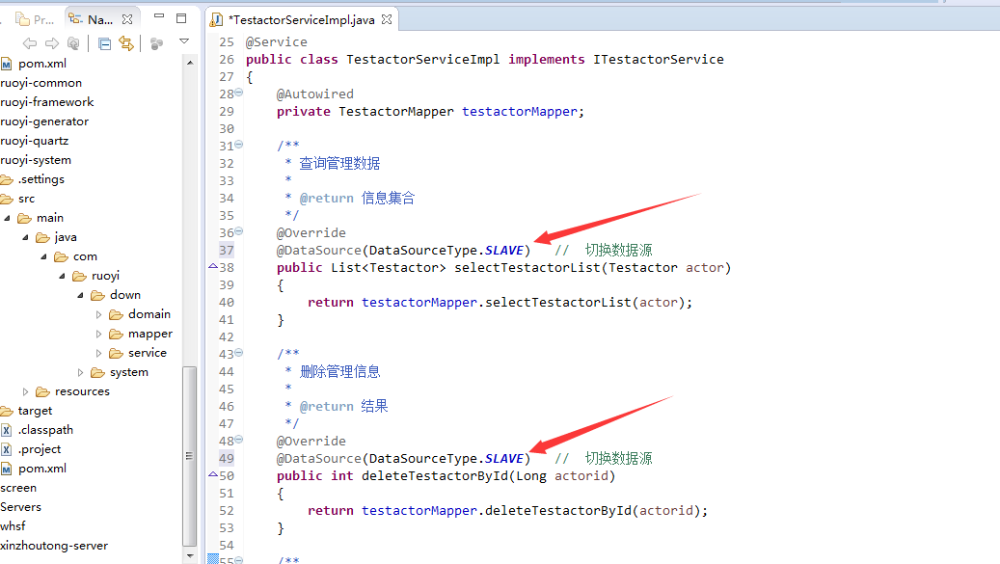 Pr...
Na...
*TestactorServiceImpl.java
pom.xml
ruoyi-common
ruoyi-framework
ruoyi-generator
ruoyi-quartz
ruoyi-system
.settings
src
main
java
com
ruoyi
down
domain
mapper
service
system
resources
target
.classpath
.project
pom.xml
screen
Servers
whsf
xinzhoutong-server
25 @Service
26 public class TestactorServiceImpl implements ITestactorService
27 {
28 @Autowired
29 private TestactorMapper testactorMapper;
30
31 /**
32 * 查询管理数据
33 *
34 * @return 信息集合
35 */
36 @Override
37 @DataSource(DataSourceType.SLAVE) // 切换数据源
38 public List<Testactor> selectTestactorList(Testactor actor)
39 {
40 return testactorMapper.selectTestactorList(actor);
41 }
42
43 /**
44 * 删除管理信息
45 *
46 * @return 结果
47 */
48 @Override
49 @DataSource(DataSourceType.SLAVE) // 切换数据源
50 public int deleteTestactorById(Long actorid)
51 {
52 return testactorMapper.deleteTestactorById(actorid);
53 }
54
55 /**